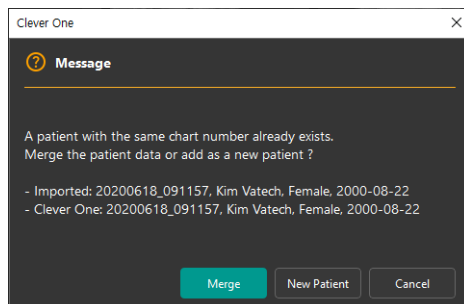 Clever One
Message
A patient with the same chart number already exists.
Merge the patient data or add as a new patient ?
- Imported: 20200618_091157, Kim Vatech, Female, 2000-08-22
- Clever One: 20200618_091157, Kim Vatech, Female, 2000-08-22
Merge New Patient Cancel